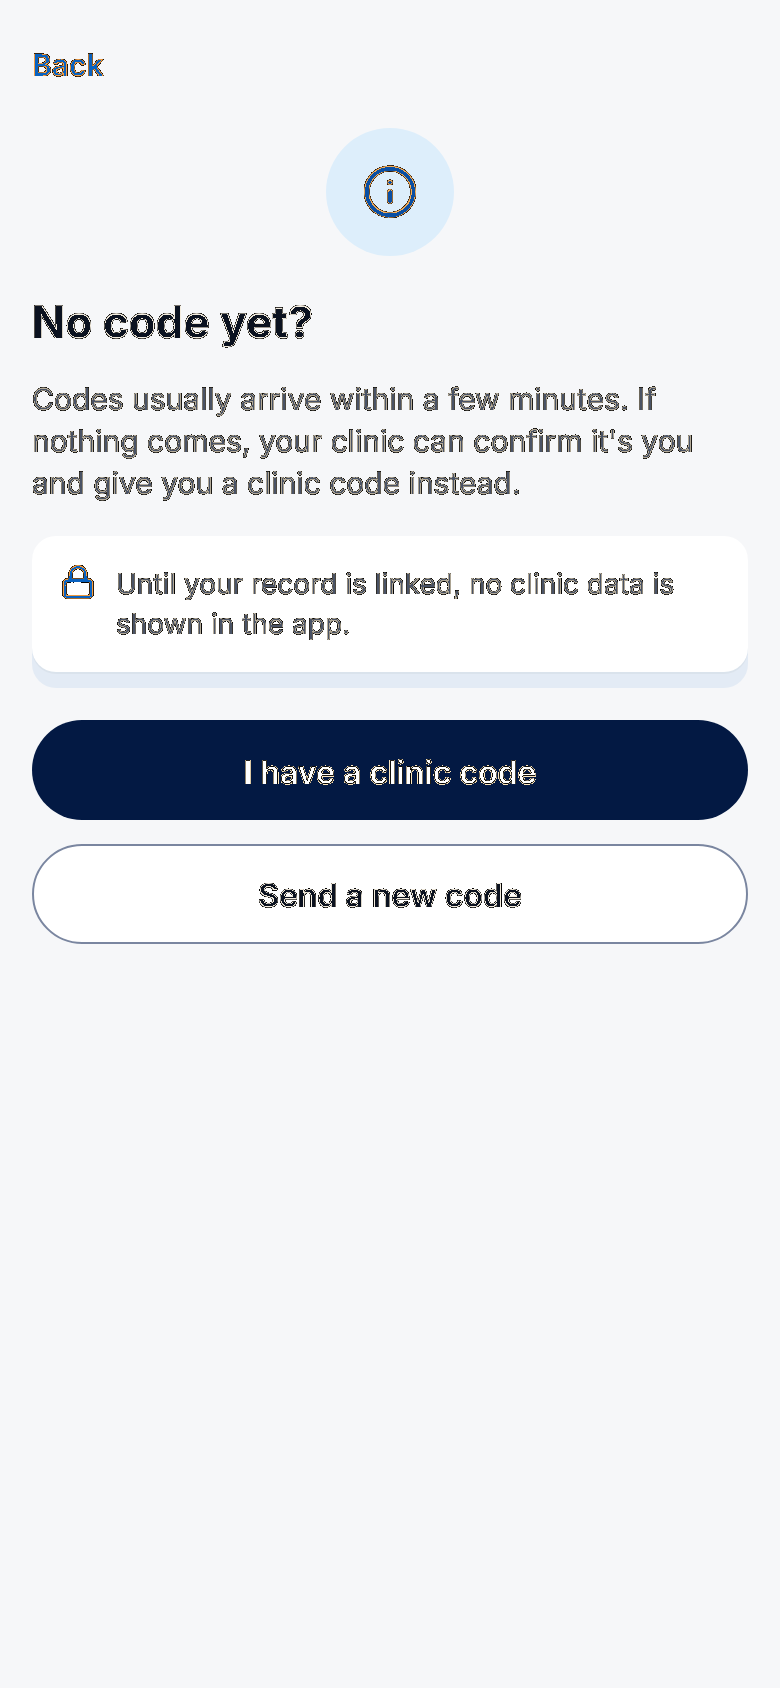 Back
No code yet?
Codes usually arrive within a few minutes. If
nothing comes, your clinic can confirm it's you
and give you a clinic code instead.
Until your record is linked, no clinic data is
shown in the app.
I have a clinic code
Send a new code